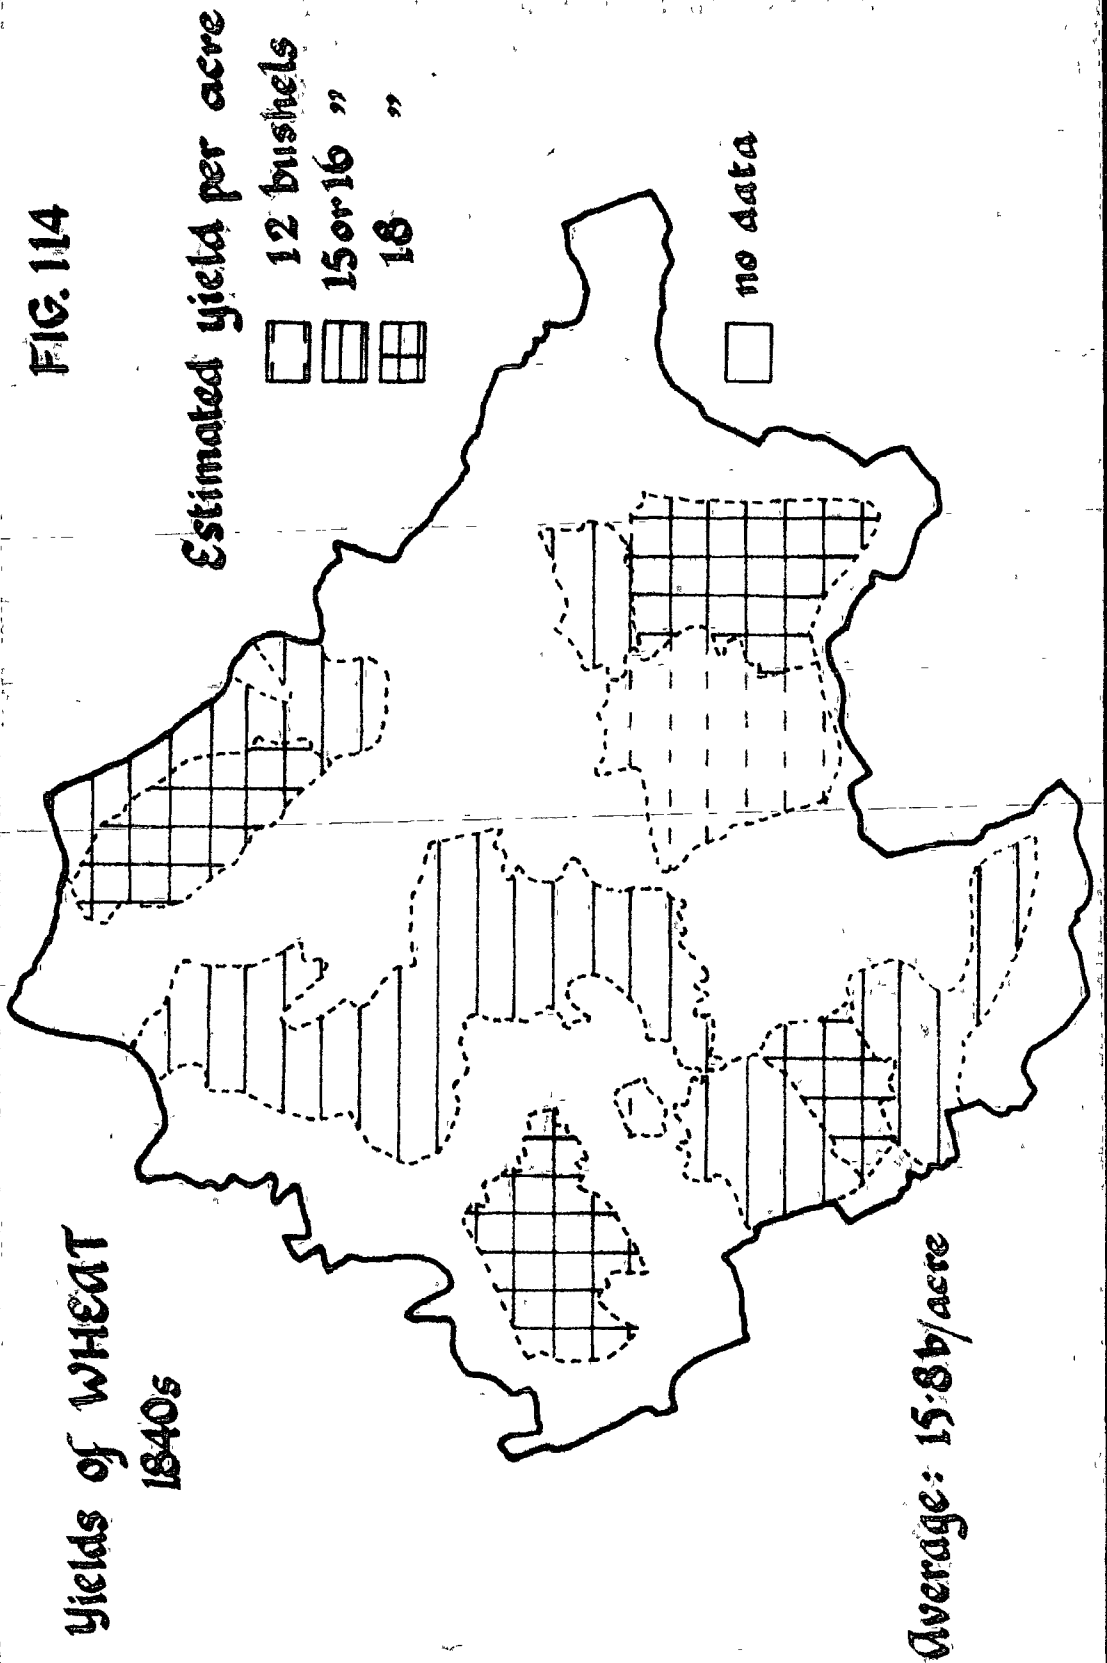 FIG. 114
Yields of WHEAT
1840s
Estimated yield per acre
12 bushels
15 or 16 "
18 "
no data
Average: 15·8 b/acre